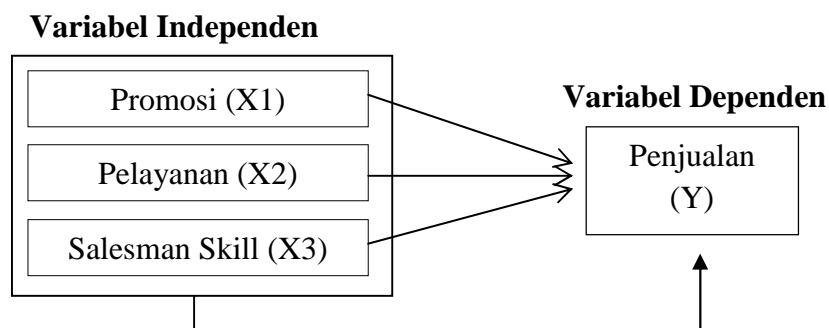 Variabel Independen
Promosi (X1)
Pelayanan (X2)
Salesman Skill (X3)
Variabel Dependen
Penjualan
(Y)